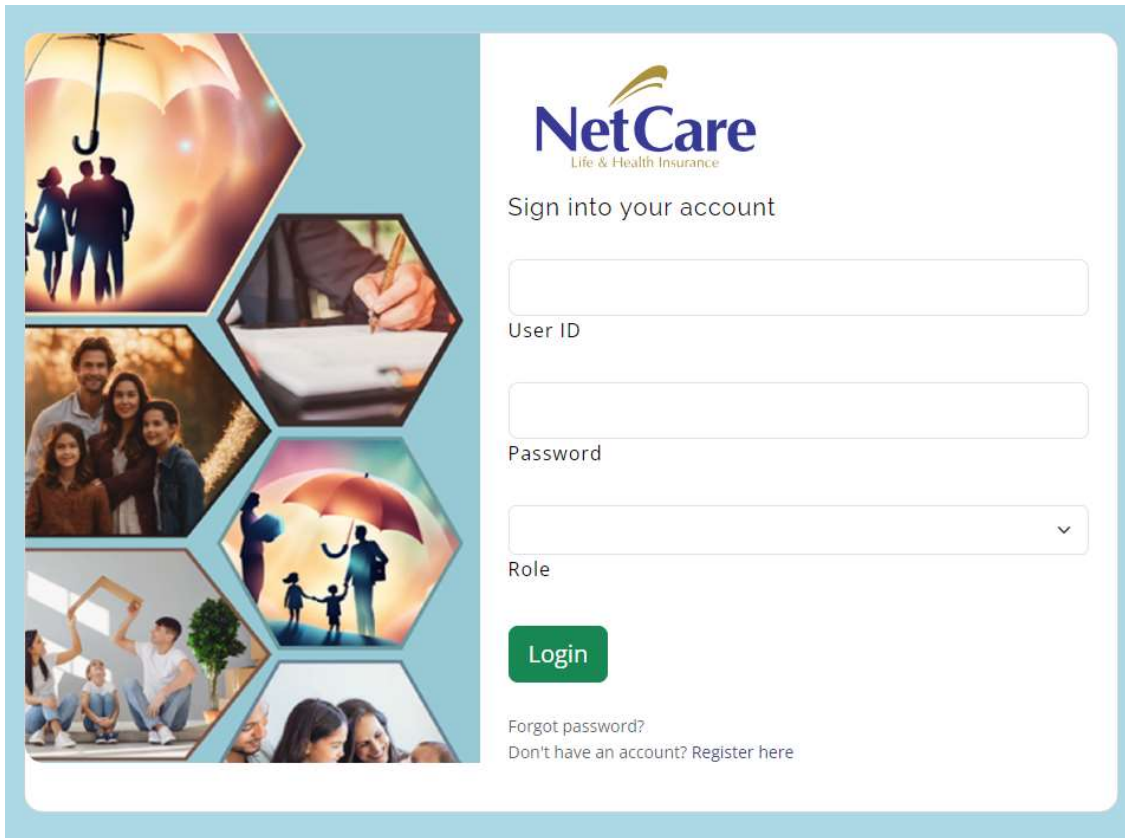 NetCare
Life & Health Insurance
Sign into your account
User ID
Password
Role
Login
Forgot password?
Don't have an account? Register here